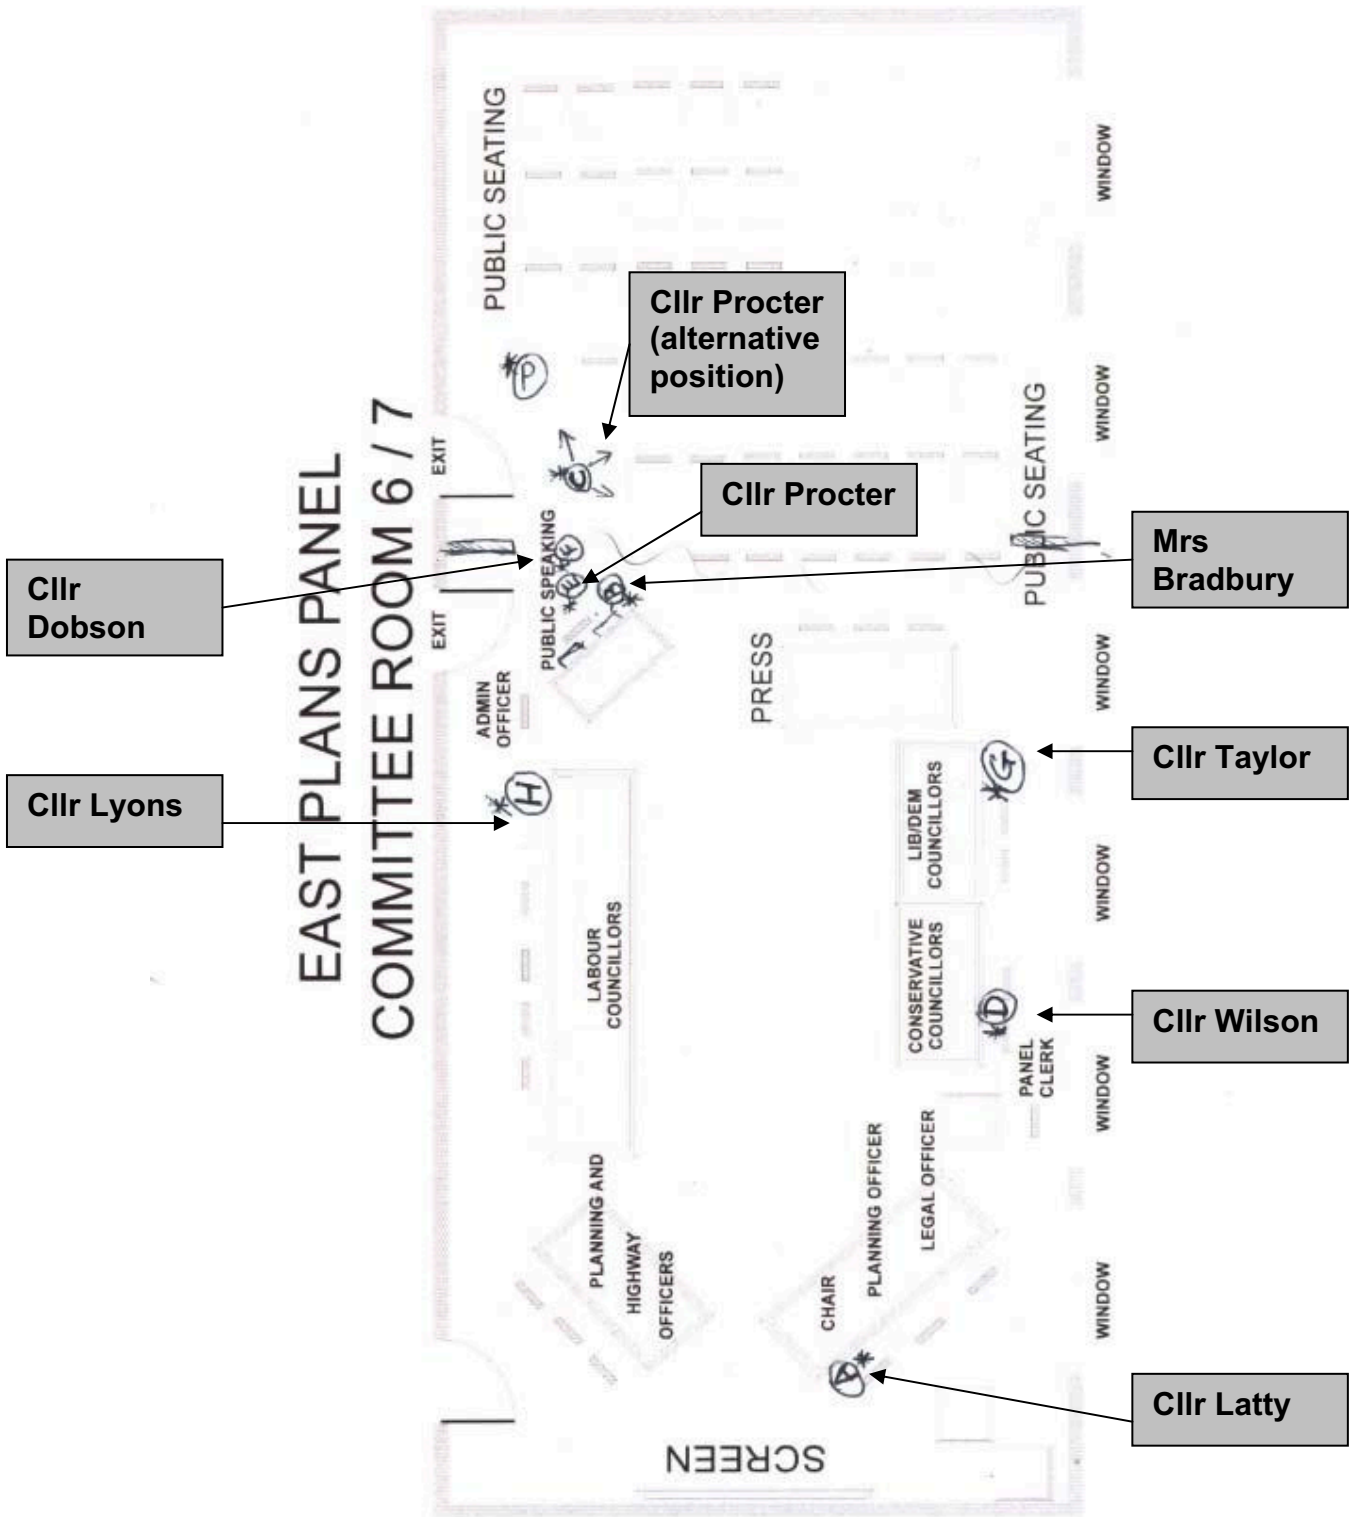 EAST PLANS PANEL
COMMITTEE ROOM 6 / 7
PUBLIC SEATING
WINDOW
Cllr Procter
(alternative
position)
P
EXIT
C
WINDOW
PUBLIC SEATING
Cllr Procter
Cllr
Dobson
PUBLIC SPEAKING
F
E
B
Mrs
Bradbury
EXIT
ADMIN
OFFICER
PRESS
WINDOW
Cllr Lyons
H
G
Cllr Taylor
LIB/DEM
COUNCILLORS
WINDOW
LABOUR
COUNCILLORS
CONSERVATIVE
COUNCILLORS
D
Cllr Wilson
PANEL
CLERK
WINDOW
PLANNING AND
HIGHWAY
OFFICERS
CHAIR
PLANNING OFFICER
LEGAL OFFICER
WINDOW
A
Cllr Latty
SCREEN